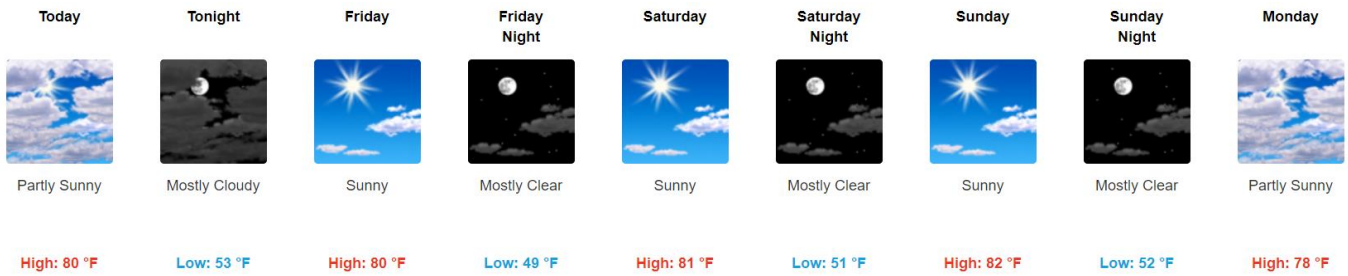 Today
Tonight
Friday
Friday
Night
Saturday
Saturday
Night
Sunday
Sunday
Night
Monday
Partly Sunny
Mostly Cloudy
Sunny
Mostly Clear
Sunny
Mostly Clear
Sunny
Mostly Clear
Partly Sunny
High: 80 °F
Low: 53 °F
High: 80 °F
Low: 49 °F
High: 81 °F
Low: 51 °F
High: 82 °F
Low: 52 °F
High: 78 °F